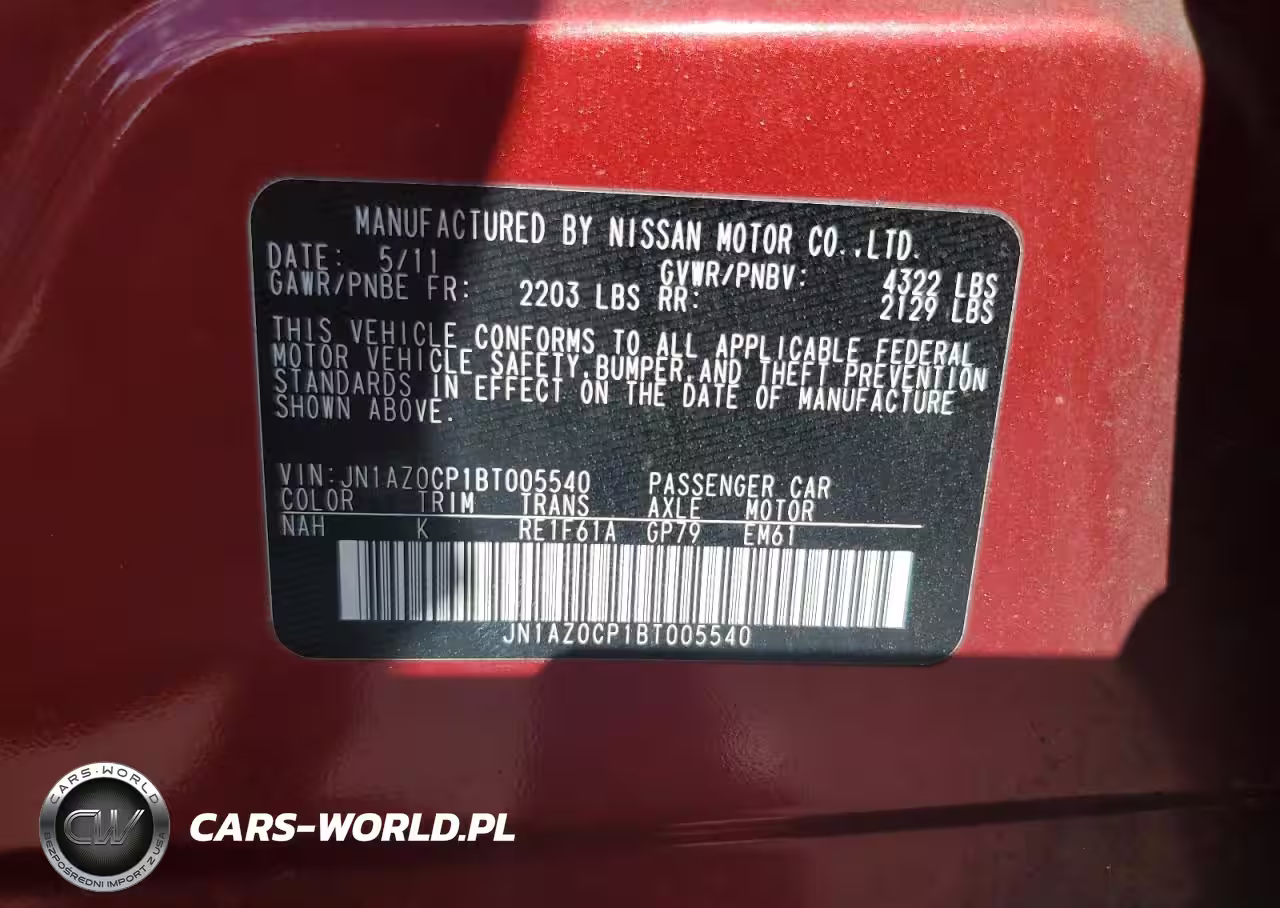 MANUFACTURED BY NISSAN MOTOR CO.,LTD.
DATE: 5/11 GVWR/PNBV: 4322 LBS
GAWR/PNBE FR: 2203 LBS RR: 2129 LBS
THIS VEHICLE CONFORMS TO ALL APPLICABLE FEDERAL
MOTOR VEHICLE SAFETY,BUMPER,AND THEFT PREVENTION
STANDARDS IN EFFECT ON THE DATE OF MANUFACTURE
SHOWN ABOVE.
VIN:JN1AZ0CP1BT005540 PASSENGER CAR
COLOR TRIM TRANS AXLE MOTOR
NAH K RE1F61A GP79 EM61
JN1AZ0CP1BT005540
CARS-WORLD
CW
BEZPOŚREDNI IMPORT Z USA
CARS-WORLD.PL